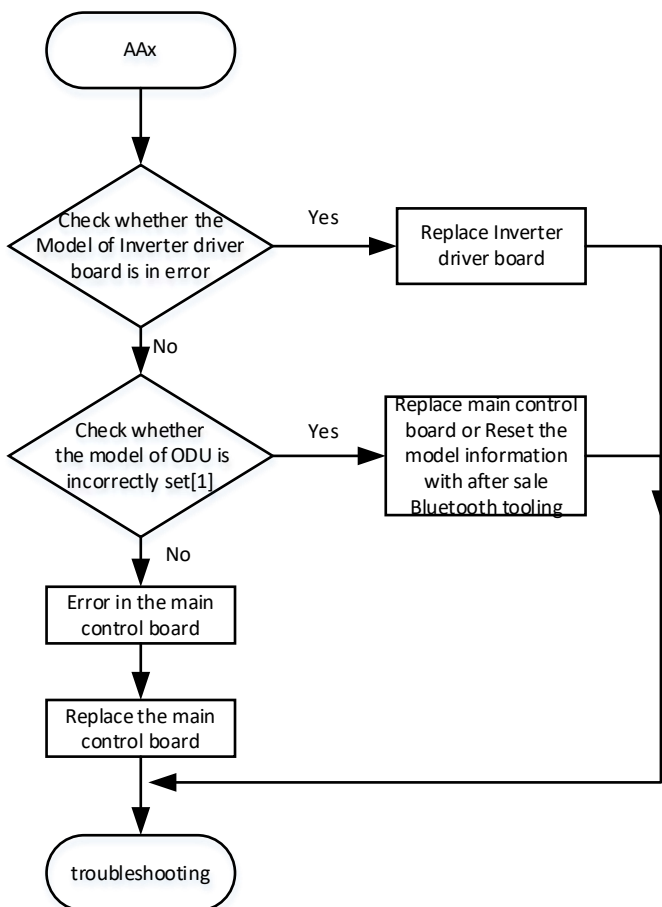 AAx
Check whether the
Model of Inverter driver
board is in error
Yes
Replace Inverter
driver board
No
Check whether
the model of ODU is
incorrectly set[1]
Yes
Replace main control
board or Reset the
model information
with after sale
Bluetooth tooling
No
Error in the main
control board
Replace the main
control board
troubleshooting